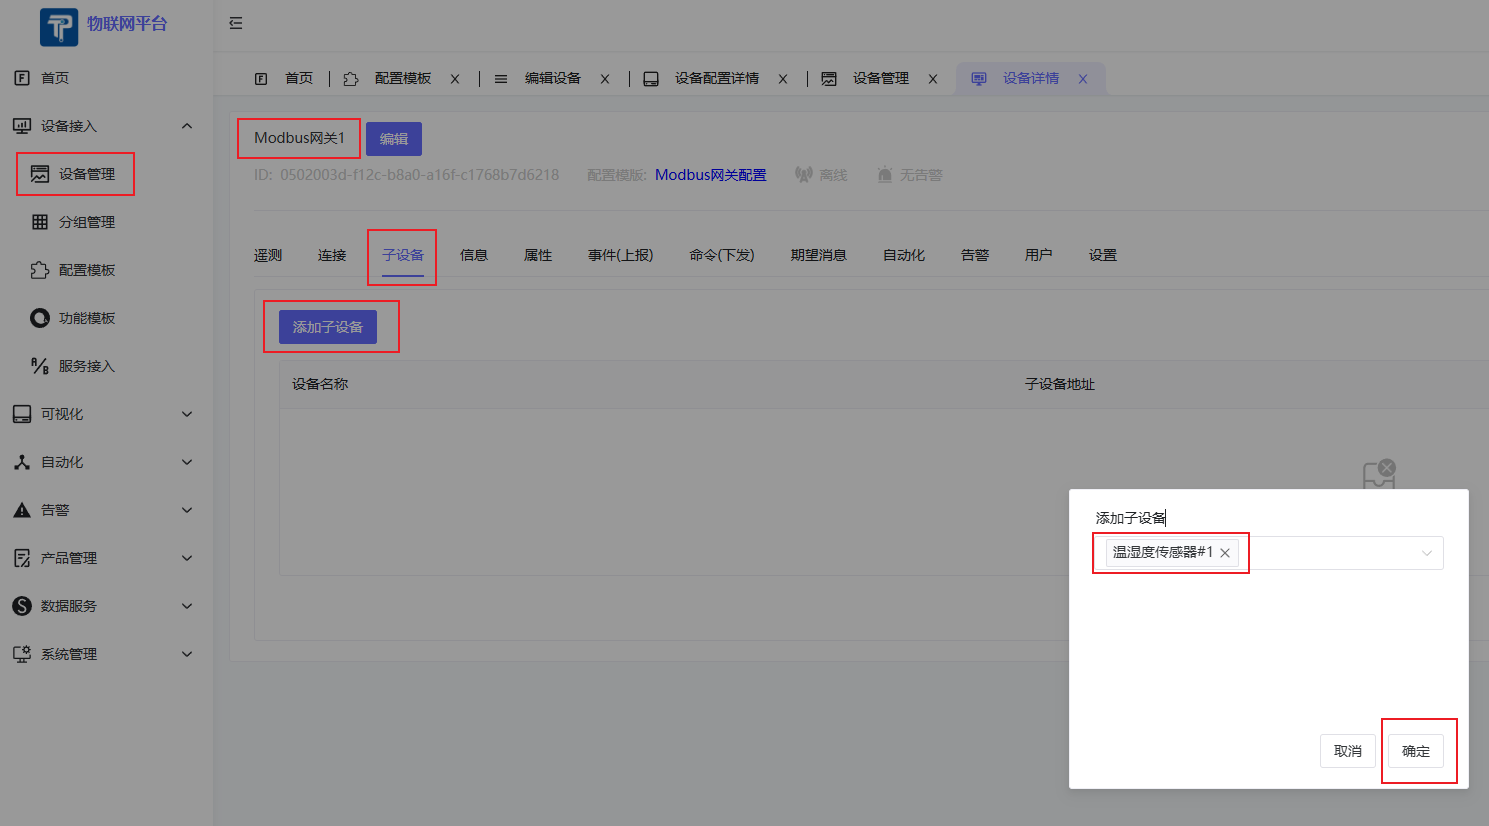 物联网平台
首页
设备接入
设备管理
分组管理
配置模板
功能模板
服务接入
可视化
自动化
告警
产品管理
数据服务
系统管理
首页 配置模板 编辑设备 设备配置详情 设备管理 设备详情
Modbus网关1 编辑
ID: 0502003d-f12c-b8a0-a16f-c1768b7d6218 配置模版: Modbus网关配置 离线 无告警
遥测 连接 子设备 信息 属性 事件(上报) 命令(下发) 期望消息 自动化 告警 用户 设置
添加子设备
设备名称 子设备地址
添加子设备
温湿度传感器#1
取消 确定